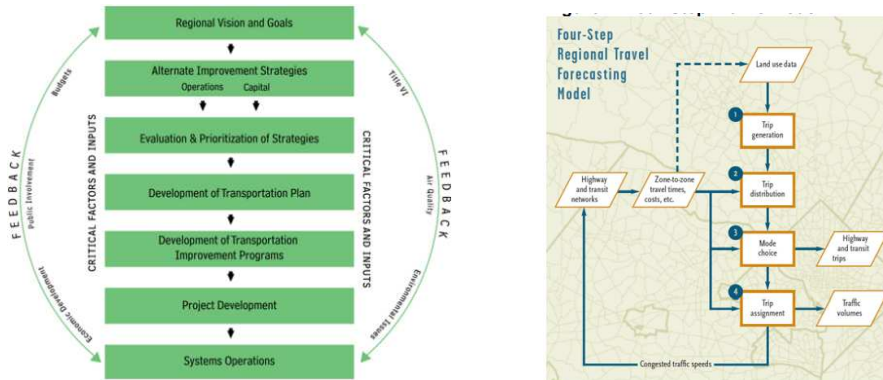 Regional Vision and Goals
Alternate Improvement Strategies
Operations Capital
Evaluation & Prioritization of Strategies
Development of Transportation Plan
Development of Transportation
Improvement Programs
Project Development
Systems Operations
FEEDBACK
Budgets
Public Involvement
Economic Development
CRITICAL FACTORS AND INPUTS
CRITICAL FACTORS AND INPUTS
Title VI
Air Quality
Environmental Issues
FEEDBACK
Four-Step
Regional Travel
Forecasting
Model
Land use data
1
Trip
generation
Highway
and transit
networks
Zone-to-zone
travel times,
costs, etc.
2
Trip
distribution
3
Mode
choice
Highway
and transit
trips
4
Trip
assignment
Traffic
volumes
Congested traffic speeds